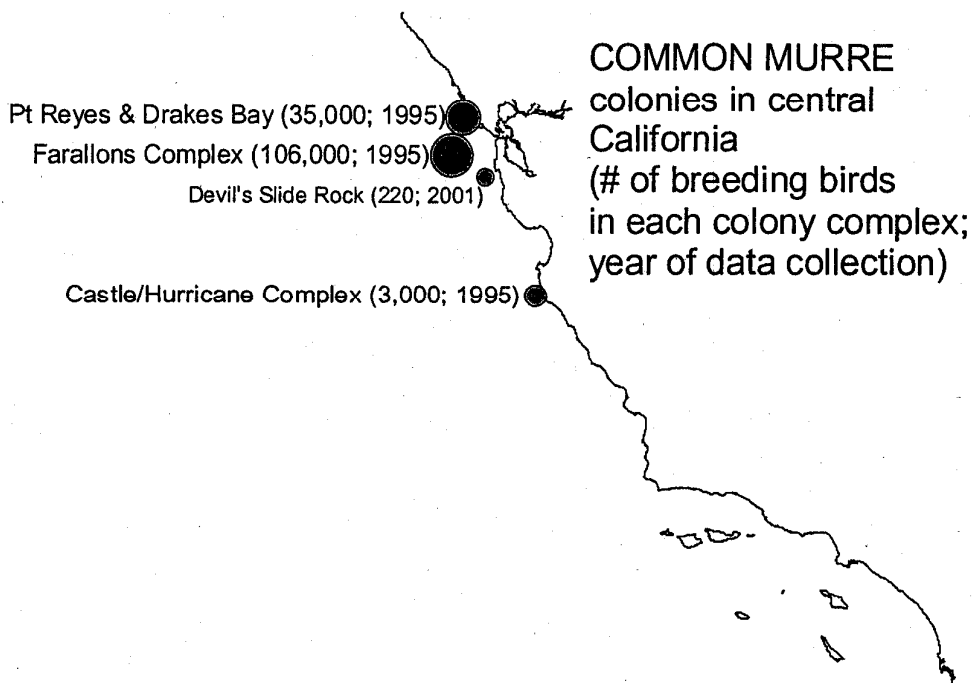 COMMON MURRE
colonies in central
California
(# of breeding birds
in each colony complex;
year of data collection)
Pt Reyes & Drakes Bay (35,000; 1995)
Farallons Complex (106,000; 1995)
Devil's Slide Rock (220; 2001)
Castle/Hurricane Complex (3,000; 1995)